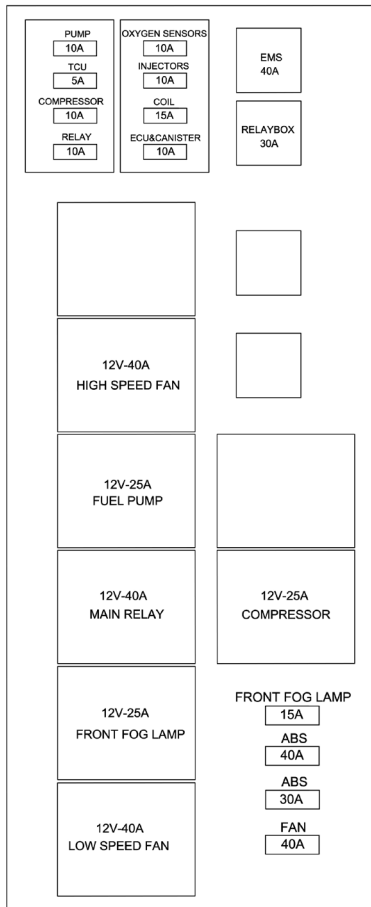 PUMP
10A
TCU
5A
COMPRESSOR
10A
RELAY
10A
OXYGEN SENSORS
10A
INJECTORS
10A
COIL
15A
ECU&CANISTER
10A
EMS
40A
RELAYBOX
30A
12V-40A
HIGH SPEED FAN
12V-25A
FUEL PUMP
12V-40A
MAIN RELAY
12V-25A
COMPRESSOR
12V-25A
FRONT FOG LAMP
12V-40A
LOW SPEED FAN
FRONT FOG LAMP
15A
ABS
40A
ABS
30A
FAN
40A